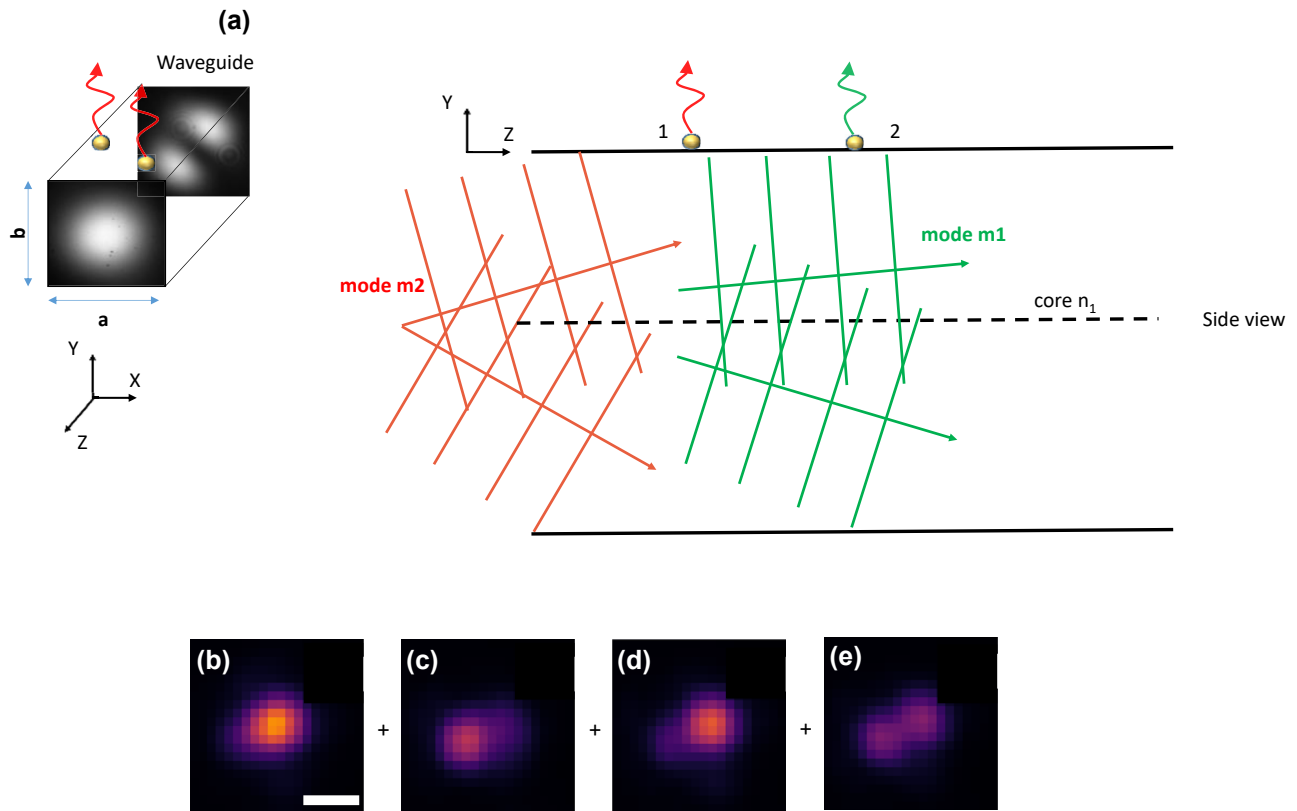 (a)
Waveguide
b
a
Y
X
Z
Y
Z
1
2
mode m1
mode m2
core n1
Side view
(b)
+
(c)
+
(d)
+
(e)